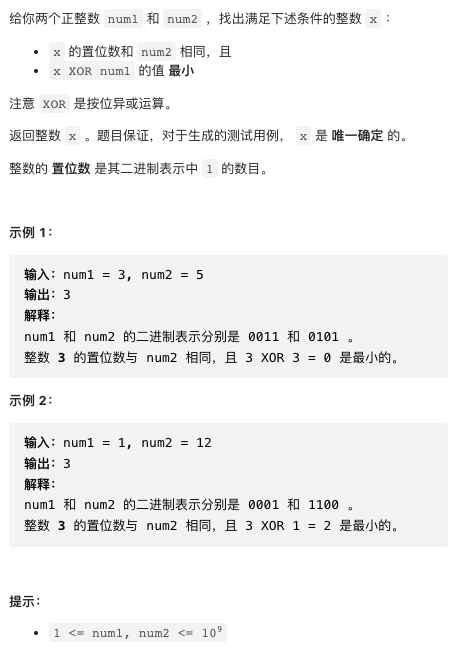 给你两个正整数 num1 和 num2 ，找出满足下述条件的整数 x ：
• x 的置位数和 num2 相同，且
• x XOR num1 的值 最小
注意 XOR 是按位异或运算。
返回整数 x 。题目保证，对于生成的测试用例， x 是 唯一确定 的。
整数的 置位数 是其二进制表示中 1 的数目。
示例 1：
输入：num1 = 3, num2 = 5
输出：3
解释：
num1 和 num2 的二进制表示分别是 0011 和 0101 。
整数 3 的置位数与 num2 相同，且 3 XOR 3 = 0 是最小的。
示例 2：
输入：num1 = 1, num2 = 12
输出：3
解释：
num1 和 num2 的二进制表示分别是 0001 和 1100 。
整数 3 的置位数与 num2 相同，且 3 XOR 1 = 2 是最小的。
提示：
• 1 <= num1, num2 <= 10⁹